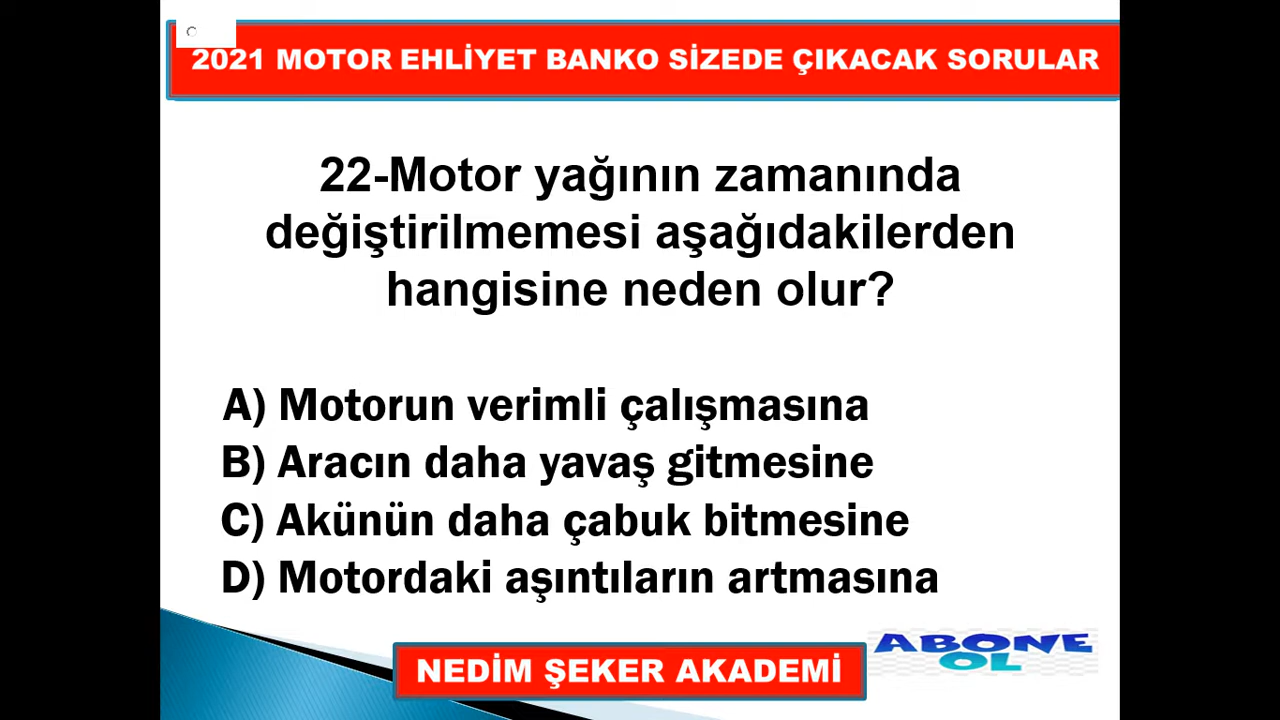 2021 MOTOR EHLİYET BANKO SİZEDE ÇIKACAK SORULAR
22-Motor yağının zamanında
değiştirilmemesi aşağıdakilerden
hangisine neden olur?
A) Motorun verimli çalışmasına
B) Aracın daha yavaş gitmesine
C) Akünün daha çabuk bitmesine
D) Motordaki aşıntıların artmasına
NEDİM ŞEKER AKADEMİ
ABONE
OL